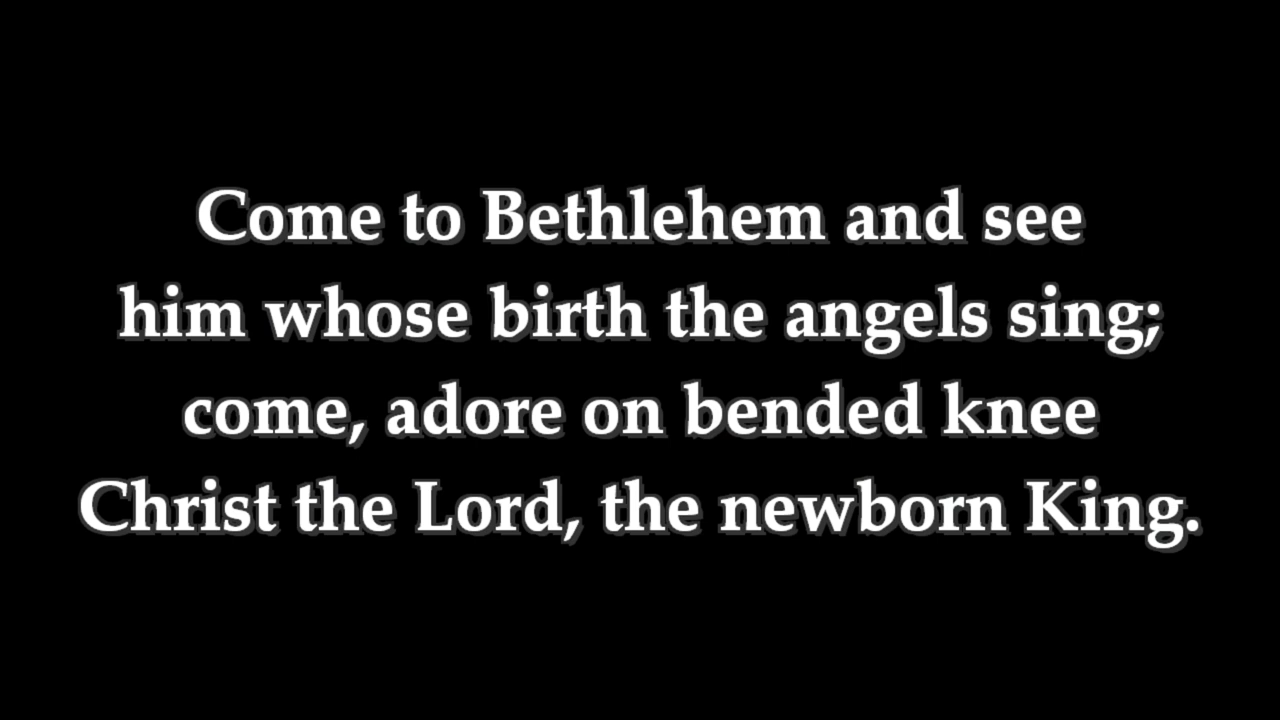 Come to Bethlehem and see
him whose birth the angels sing;
come, adore on bended knee
Christ the Lord, the newborn King.